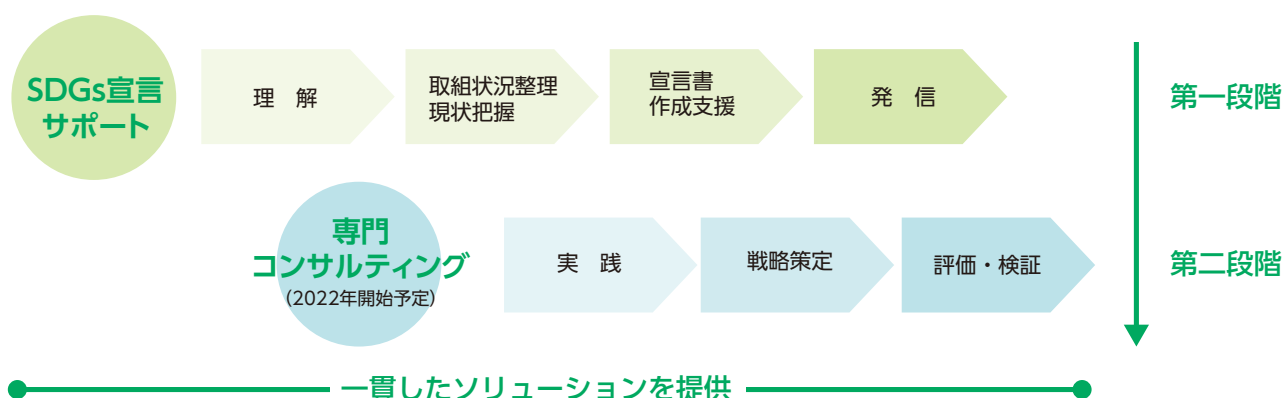 SDGs宣言
サポート
理　解
取組状況整理
現状把握
宣言書
作成支援
発　信
第一段階
専門
コンサルティング
（2022年開始予定）
実　践
戦略策定
評価・検証
第二段階
一貫したソリューションを提供